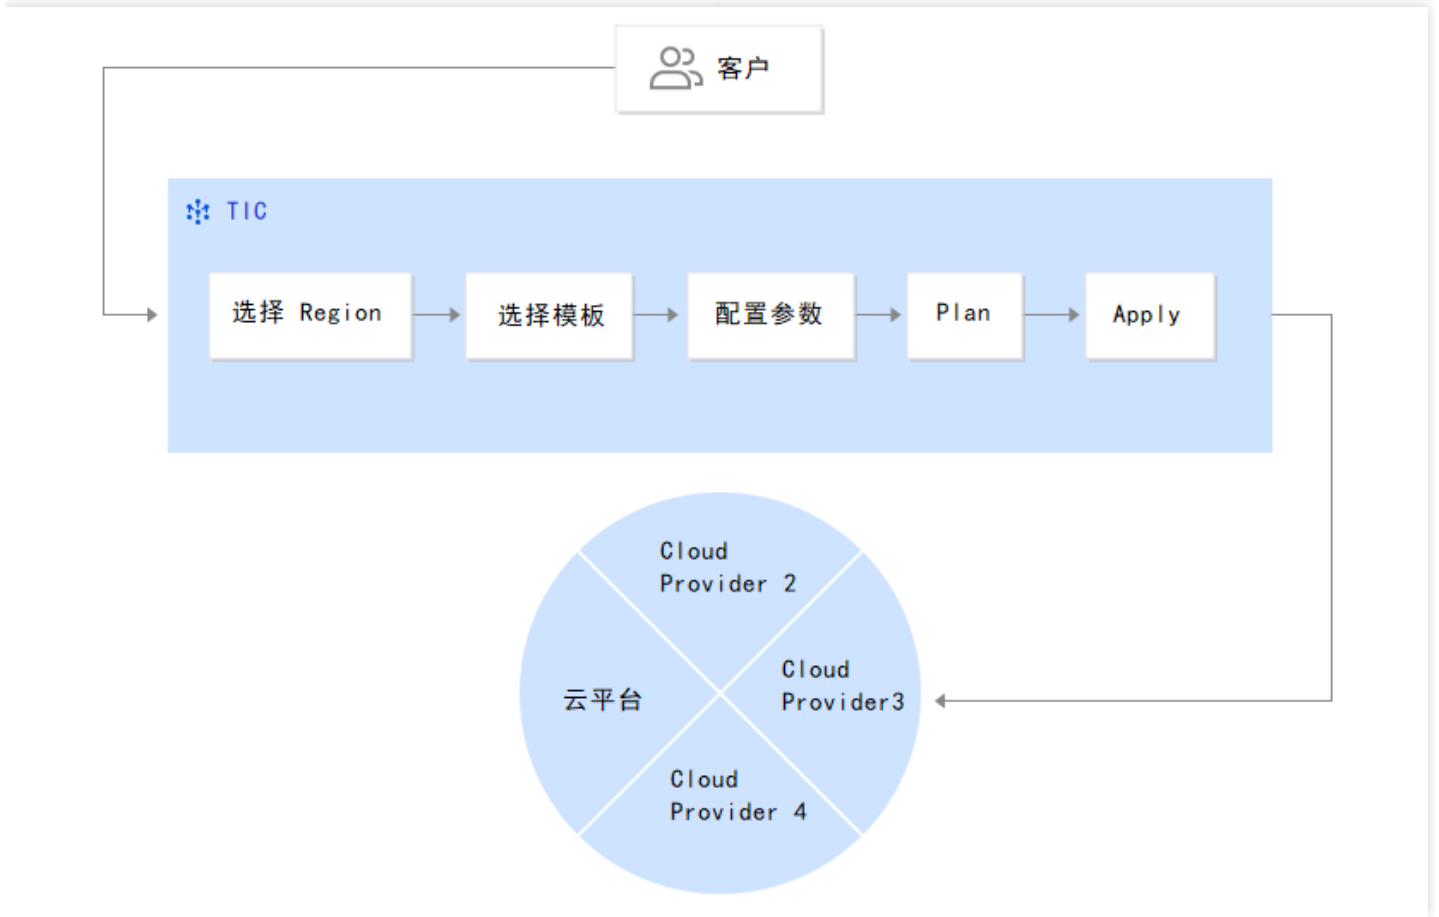 客户
TIC
选择 Region
选择模板
配置参数
Plan
Apply
Cloud
Provider 2
云平台
Cloud
Provider3
Cloud
Provider 4